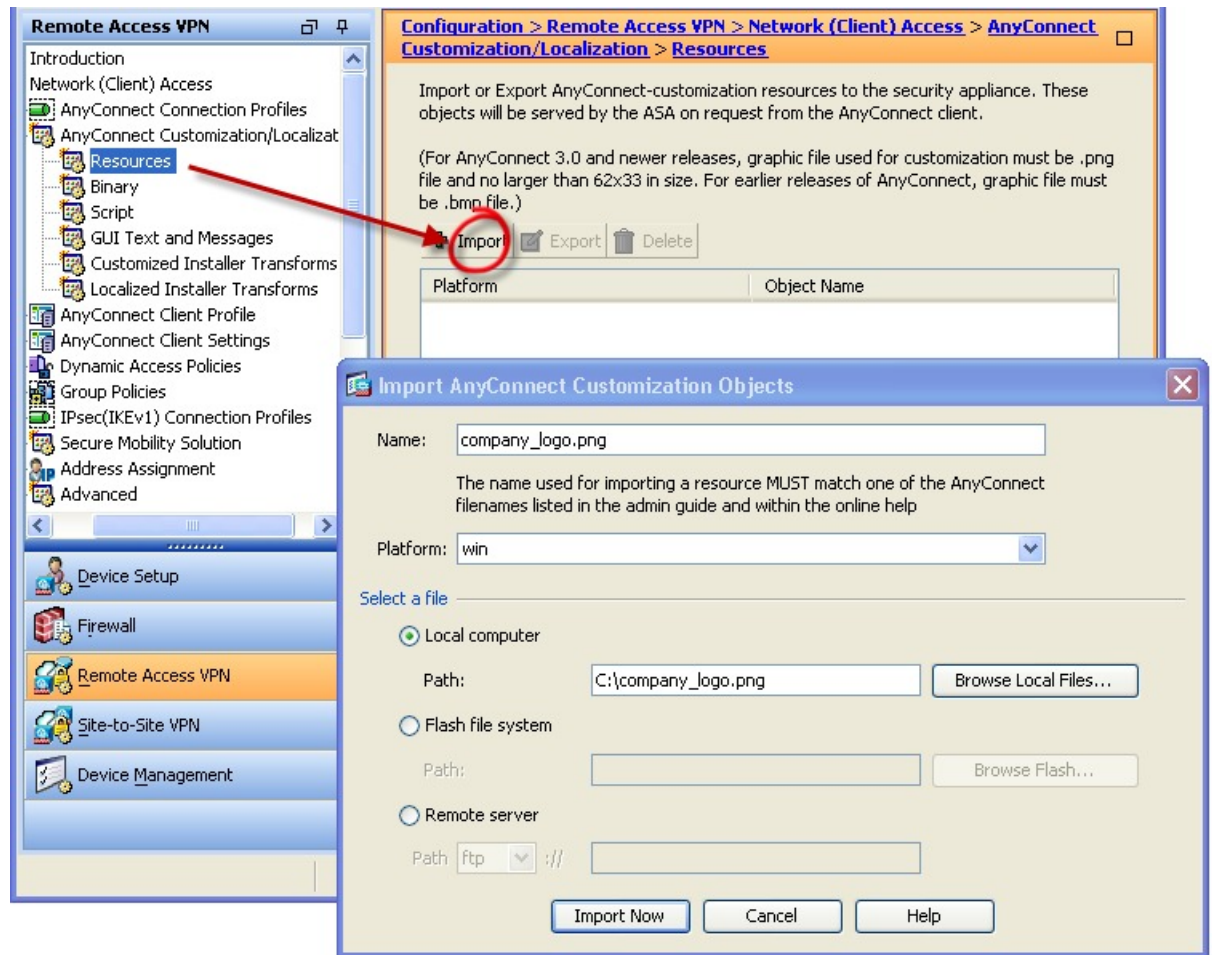 Remote Access VPN
Introduction
Network (Client) Access
AnyConnect Connection Profiles
AnyConnect Customization/Localizat
Resources
Binary
Script
GUI Text and Messages
Customized Installer Transforms
Localized Installer Transforms
AnyConnect Client Profile
AnyConnect Client Settings
Dynamic Access Policies
Group Policies
IPsec(IKEv1) Connection Profiles
Secure Mobility Solution
Address Assignment
Advanced
Device Setup
Firewall
Remote Access VPN
Site-to-Site VPN
Device Management
Configuration > Remote Access VPN > Network (Client) Access > AnyConnect
Customization/Localization > Resources
Import or Export AnyConnect-customization resources to the security appliance. These
objects will be served by the ASA on request from the AnyConnect client.
(For AnyConnect 3.0 and newer releases, graphic file used for customization must be .png
file and no larger than 62x33 in size. For earlier releases of AnyConnect, graphic file must
be .bmp file.)
Import Export Delete
Platform Object Name
Import AnyConnect Customization Objects
Name: company_logo.png
The name used for importing a resource MUST match one of the AnyConnect
filenames listed in the admin guide and within the online help
Platform: win
Select a file
Local computer
Path: C:\company_logo.png Browse Local Files...
Flash file system
Path: Browse Flash...
Remote server
Path ftp ://
Import Now Cancel Help